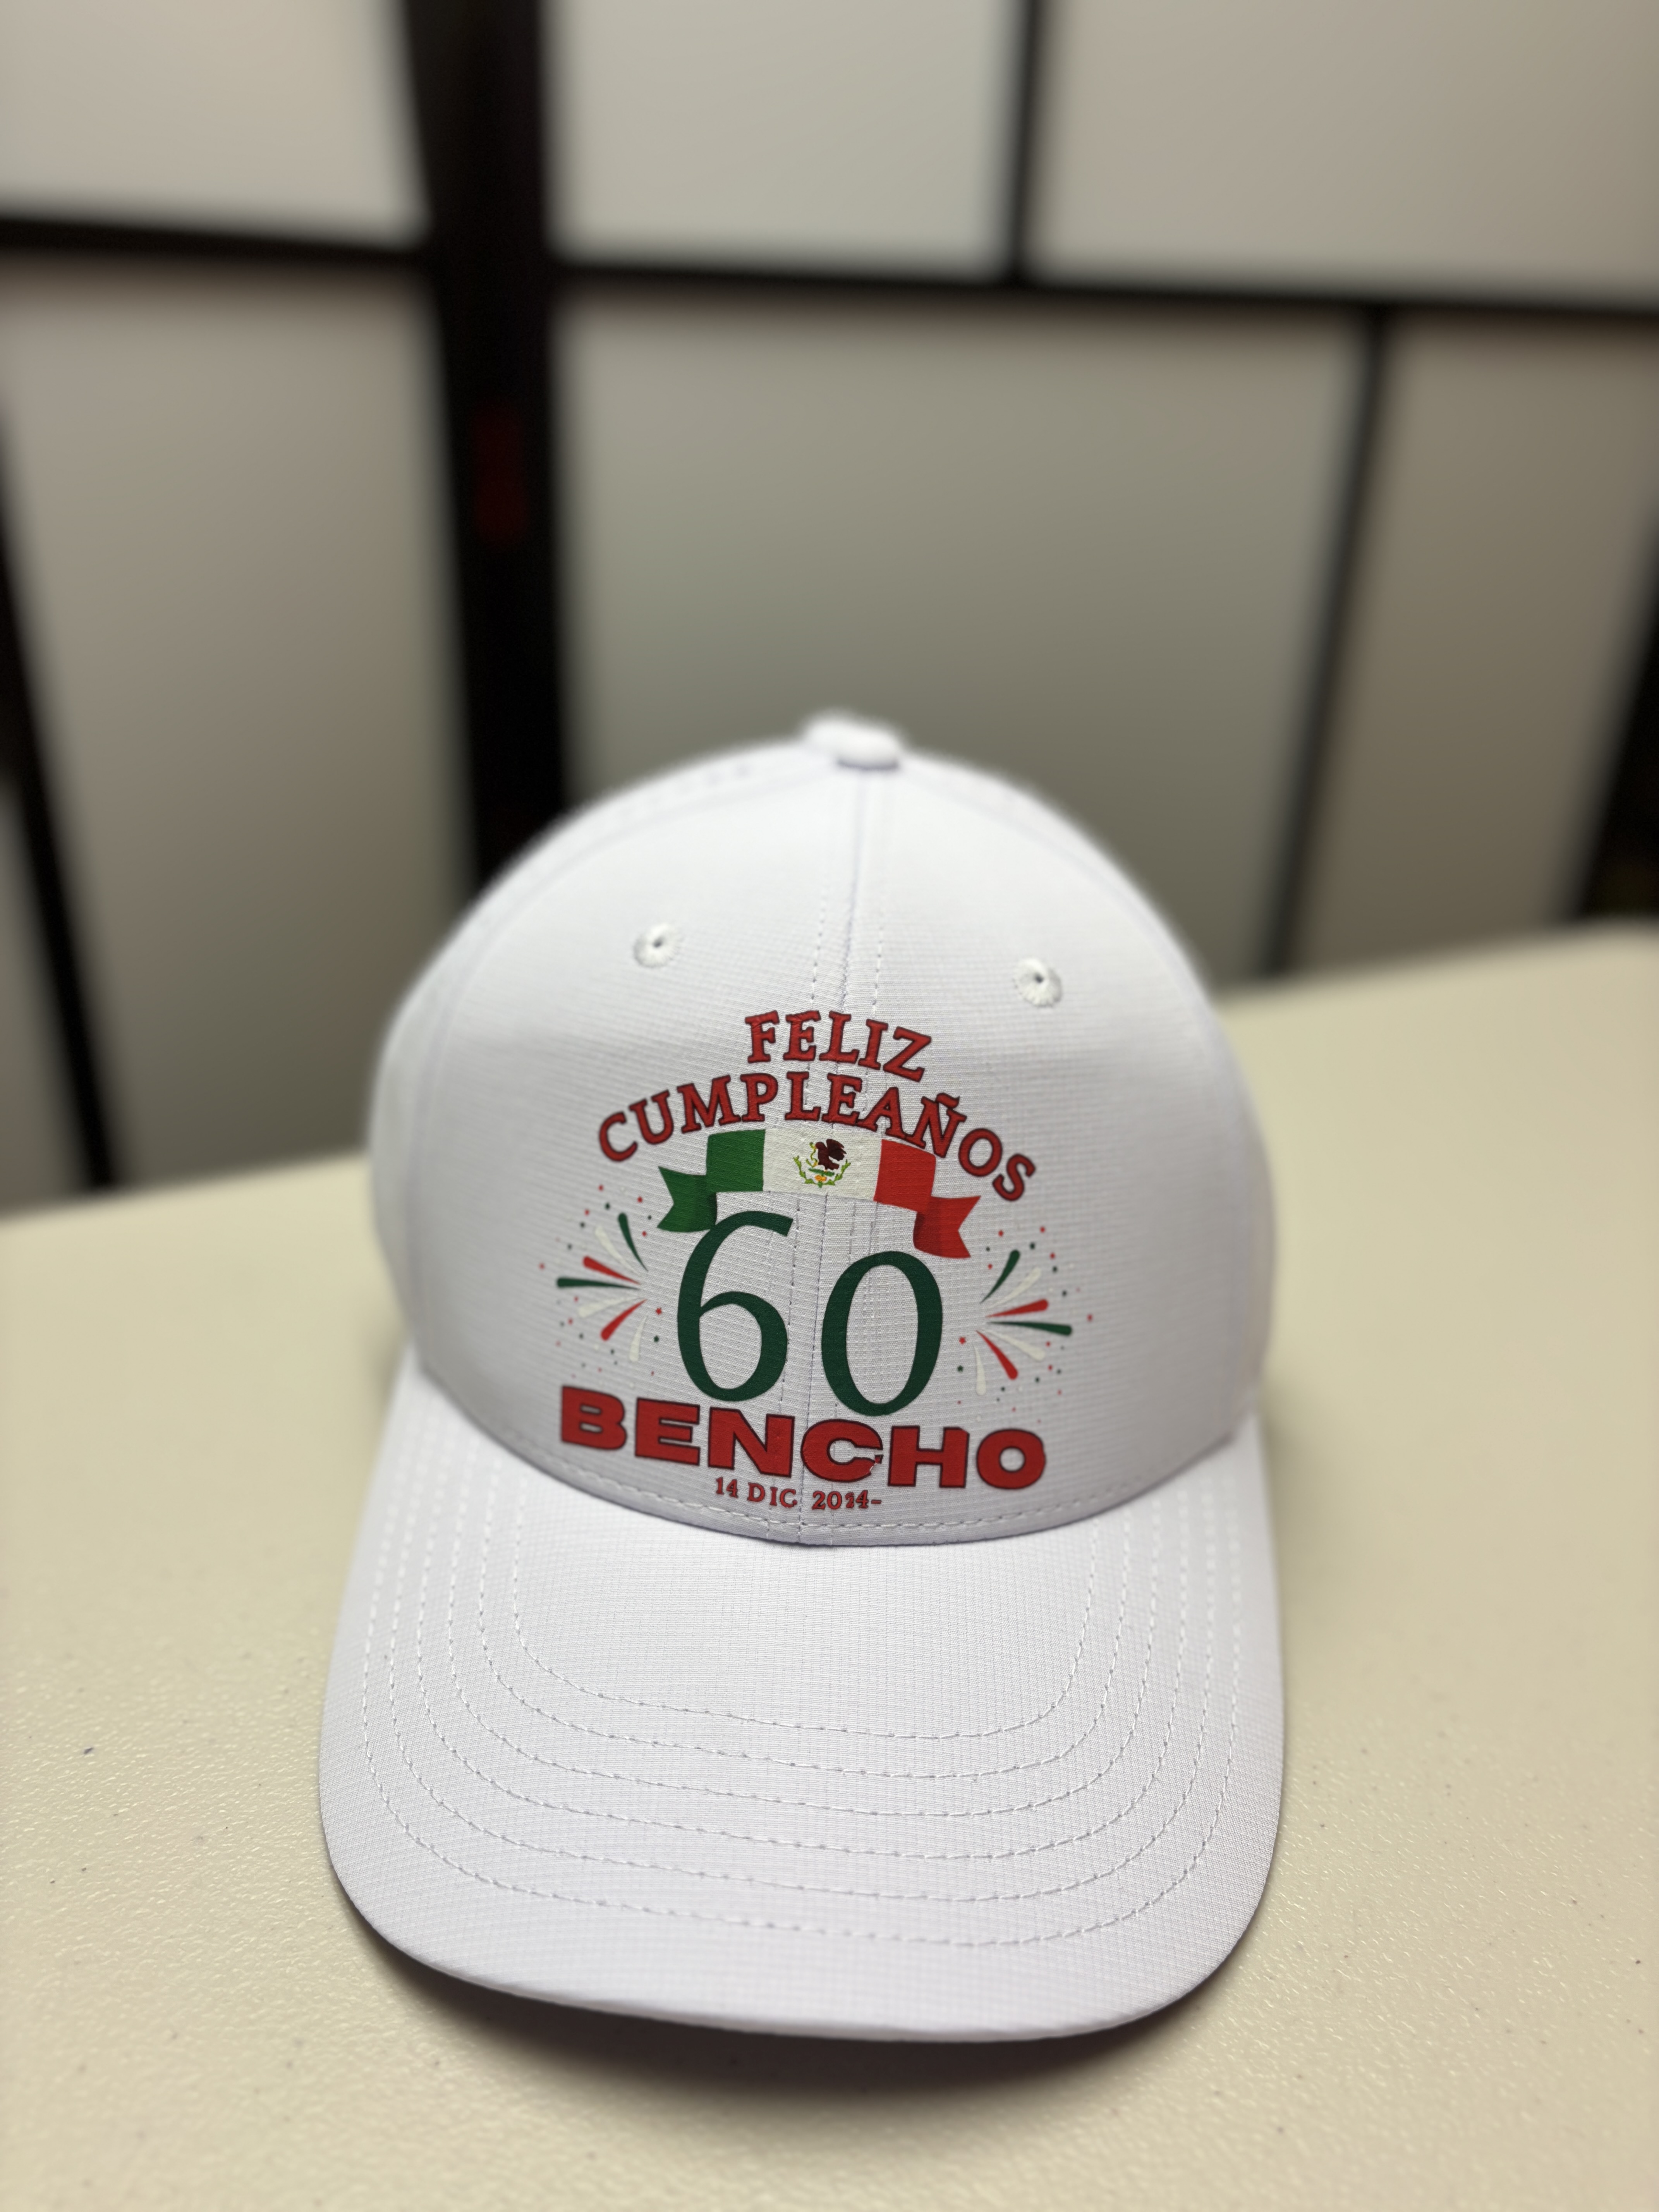 FELIZ
CUMPLEAÑOS
60
BENCHO
14 DIC 2014-